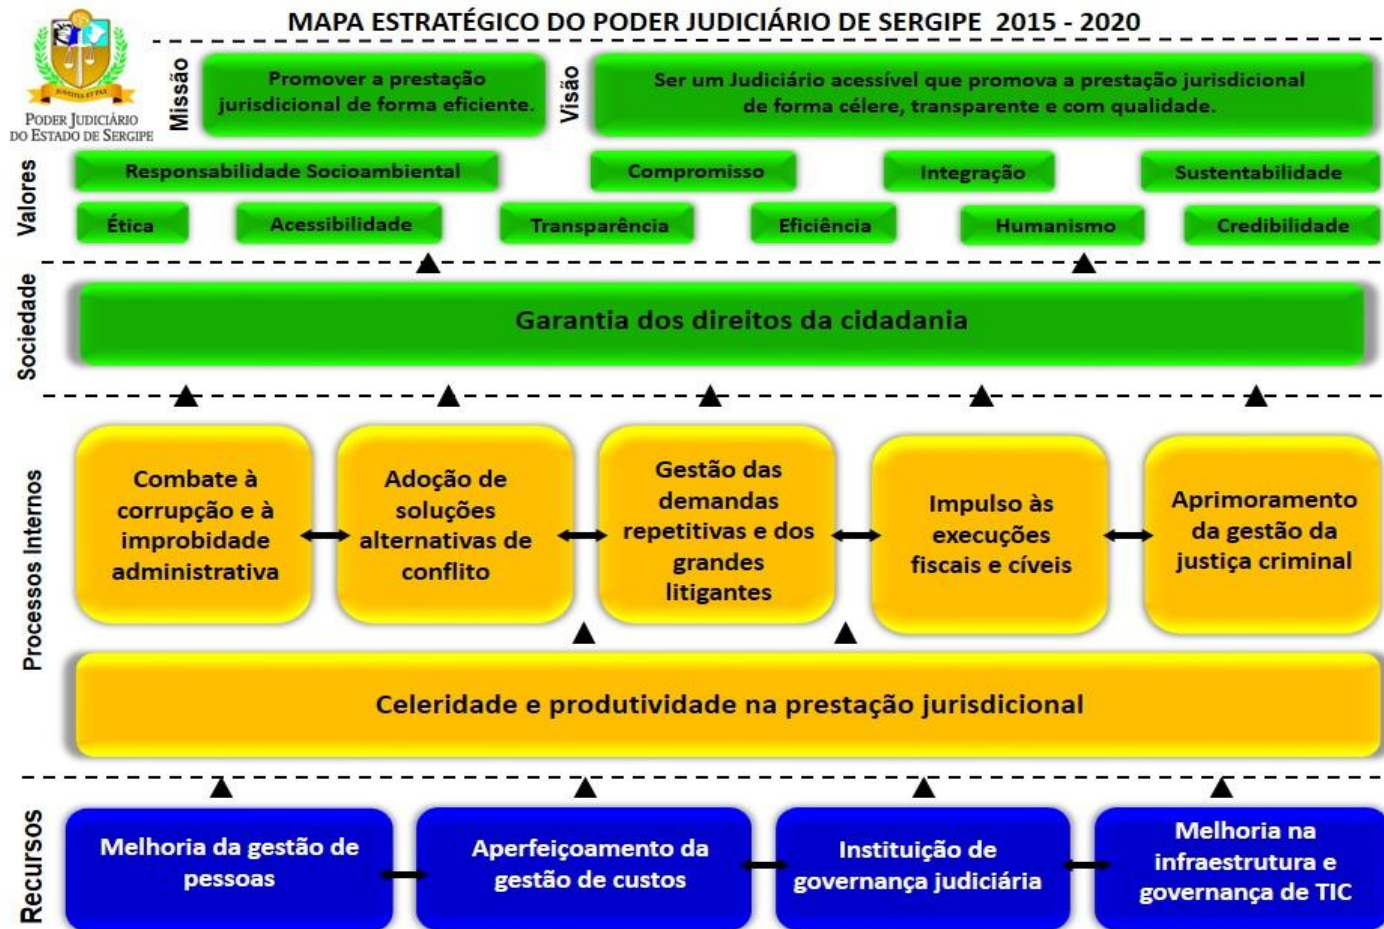 MAPA ESTRATÉGICO DO PODER JUDICIÁRIO DE SERGIPE 2015 - 2020
JUSTITIA ET PAX
PODER JUDICIÁRIO
DO ESTADO DE SERGIPE
Missão
Promover a prestação
jurisdicional de forma eficiente.
Visão
Ser um Judiciário acessível que promova a prestação jurisdicional
de forma célere, transparente e com qualidade.
Valores
Responsabilidade Socioambiental
Compromisso
Integração
Sustentabilidade
Ética
Acessibilidade
Transparência
Eficiência
Humanismo
Credibilidade
Sociedade
Garantia dos direitos da cidadania
Processos Internos
Combate à
corrupção e à
improbidade
administrativa
Adoção de
soluções
alternativas de
conflito
Gestão das
demandas
repetitivas e dos
grandes
litigantes
Impulso às
execuções
fiscais e cíveis
Aprimoramento
da gestão da
justiça criminal
Celeridade e produtividade na prestação jurisdicional
Recursos
Melhoria da gestão de
pessoas
Aperfeiçoamento da
gestão de custos
Instituição de
governança judiciária
Melhoria na
infraestrutura e
governança de TIC